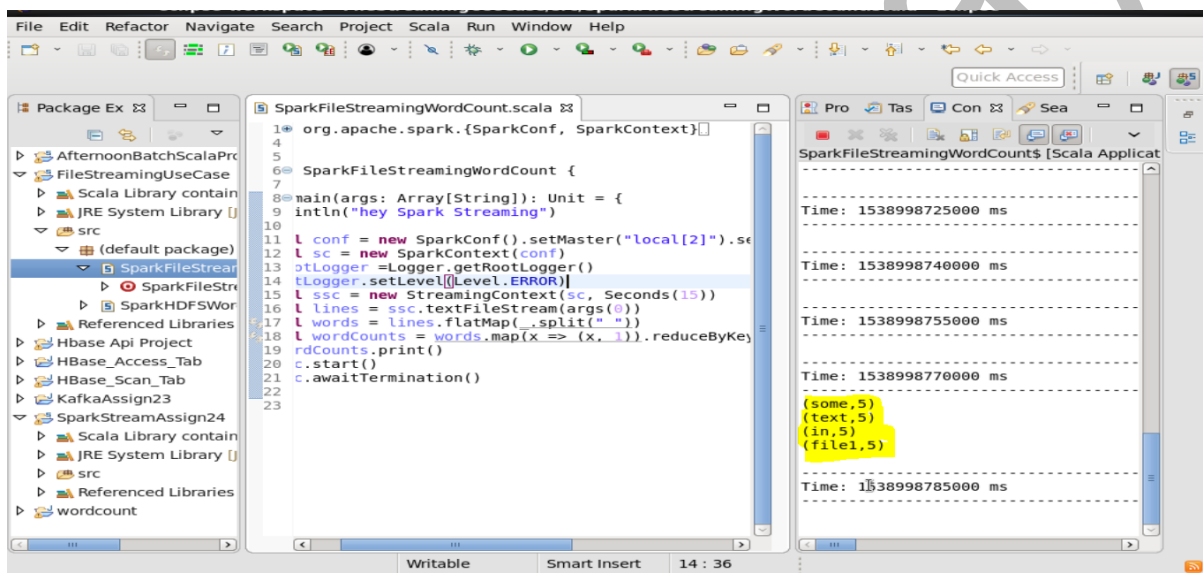 File Edit Refactor Navigate Search Project Scala Run Window Help
Quick Access
Package Ex
AfternoonBatchScalaPro
FileStreamingUseCase
Scala Library contain
JRE System Library [J
src
(default package)
SparkFileStrear
SparkFileStre
SparkHDFSWor
Referenced Libraries
Hbase Api Project
HBase_Access_Tab
HBase_Scan_Tab
KafkaAssign23
SparkStreamAssign24
Scala Library contain
JRE System Library [J
src
Referenced Libraries
wordcount
SparkFileStreamingWordCount.scala
1 org.apache.spark.{SparkConf, SparkContext}
4
5
6 SparkFileStreamingWordCount {
7
8 main(args: Array[String]): Unit = {
9 intln("hey Spark Streaming")
10
11 l conf = new SparkConf().setMaster("local[2]").se
12 l sc = new SparkContext(conf)
13 otLogger =Logger.getRootLogger()
14 tLogger.setLevel(Level.ERROR)
15 l ssc = new StreamingContext(sc, Seconds(15))
16 l lines = ssc.textFileStream(args(0))
17 l words = lines.flatMap(_.split(" "))
18 l wordCounts = words.map(x => (x, 1)).reduceByKey
19 rdCounts.print()
20 c.start()
21 c.awaitTermination()
22
23
Pro Tas Con Sea
SparkFileStreamingWordCount$ [Scala Applicat
-------------------------------------------
Time: 1538998725000 ms
-------------------------------------------
-------------------------------------------
Time: 1538998740000 ms
-------------------------------------------
-------------------------------------------
Time: 1538998755000 ms
-------------------------------------------
-------------------------------------------
Time: 1538998770000 ms
-------------------------------------------
(some,5)
(text,5)
(in,5)
(file1,5)
-------------------------------------------
Time: 1538998785000 ms
-------------------------------------------
Writable Smart Insert 14 : 36